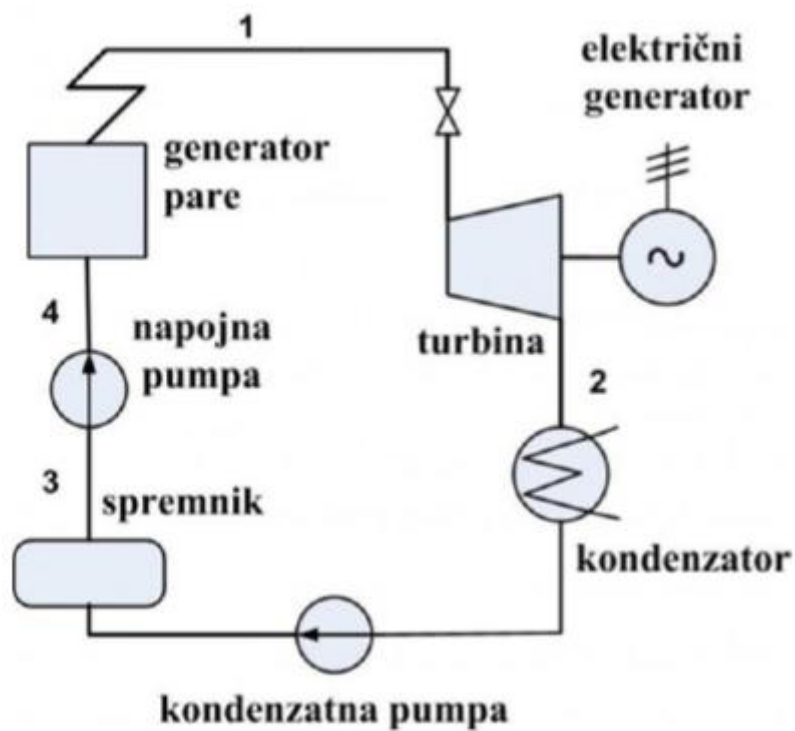 1
električni
generator
generator
pare
4
napojna
pumpa
turbina
2
3
spremnik
kondenzator
kondenzatna pumpa